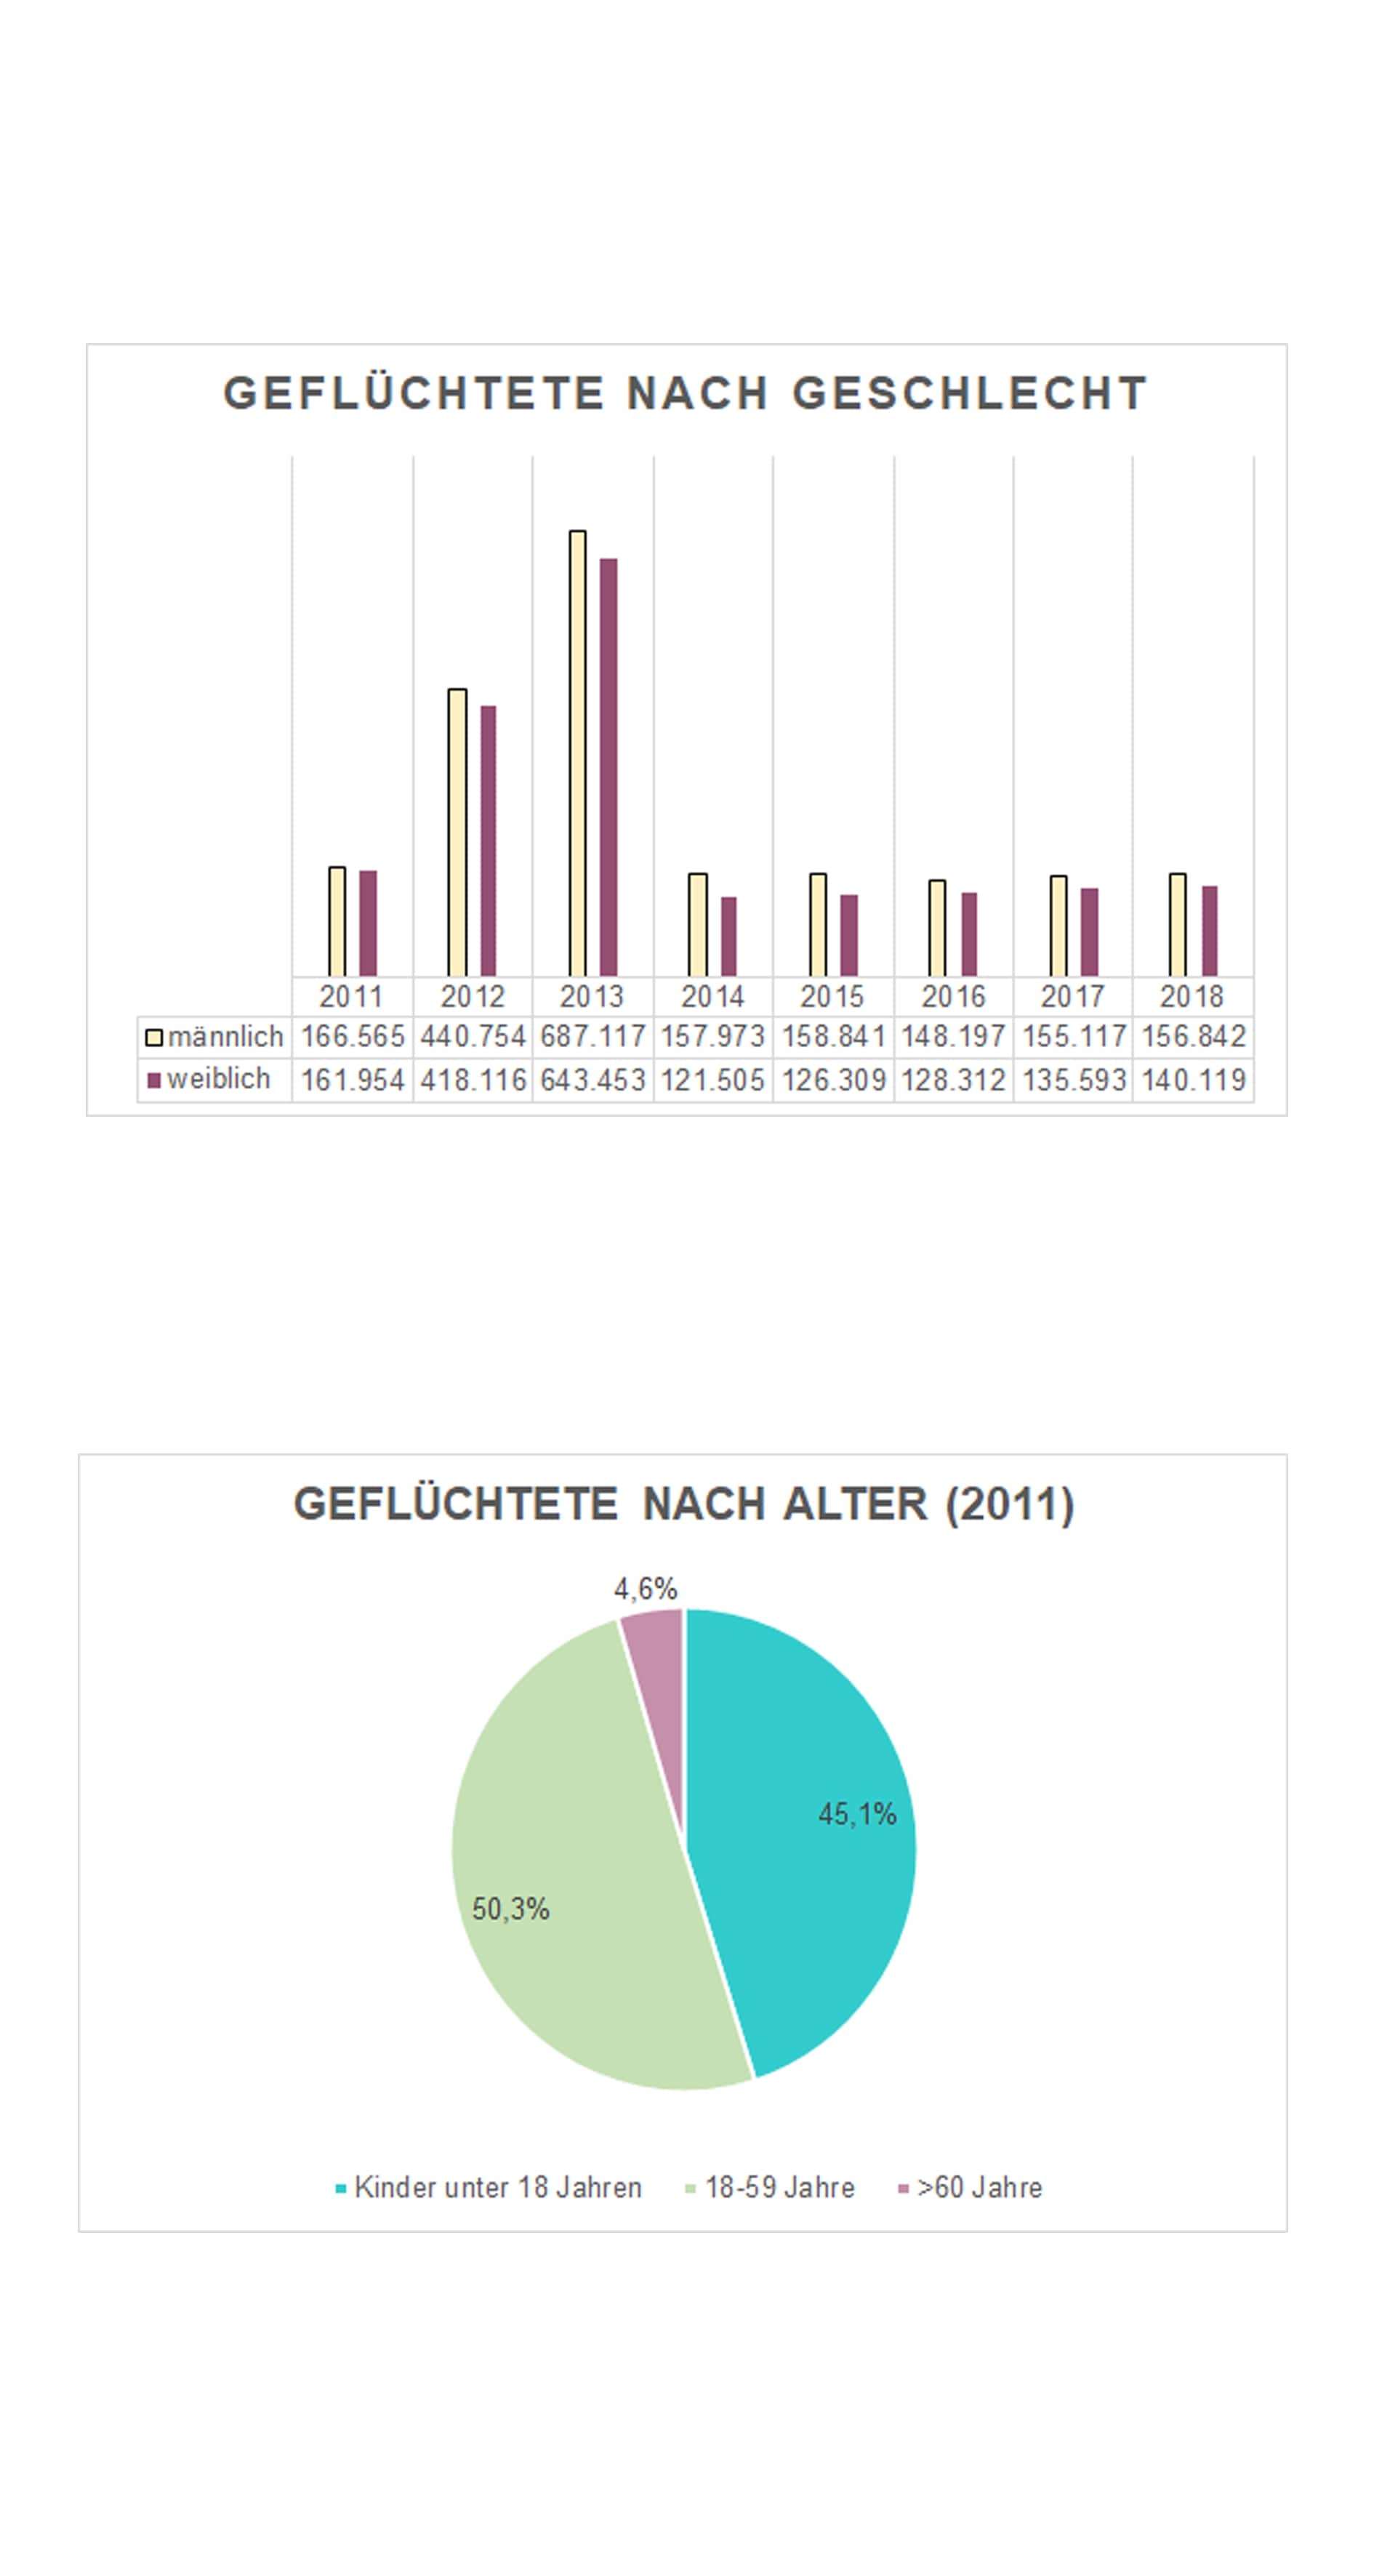 GEFLÜCHTETE NACH GESCHLECHT
2011 2012 2013 2014 2015 2016 2017 2018
männlich 166.565 440.754 687.117 157.973 158.841 148.197 155.117 156.842
weiblich 161.954 418.116 643.453 121.505 126.309 128.312 135.593 140.119
GEFLÜCHTETE NACH ALTER (2011)
4,6%
45,1%
50,3%
Kinder unter 18 Jahren 18-59 Jahre >60 Jahre